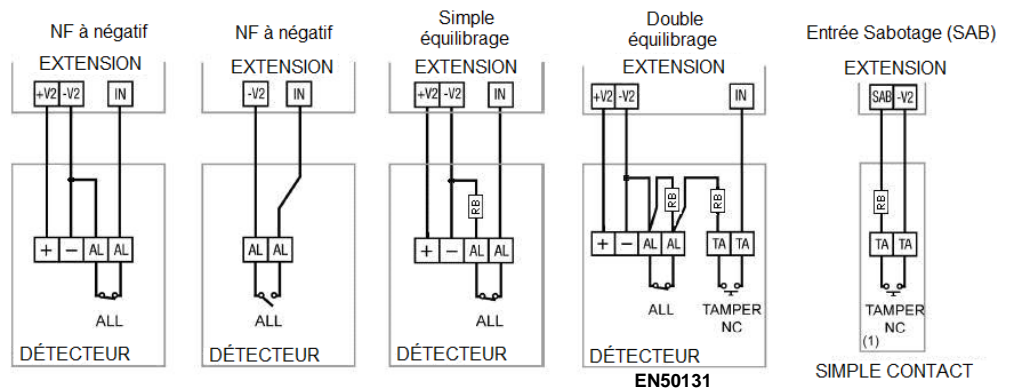 NF à négatif
EXTENSION
+V2 -V2 IN
+ − AL AL
ALL
DÉTECTEUR
NF à négatif
EXTENSION
-V2 IN
AL AL
ALL
DÉTECTEUR
Simple
équilibrage
EXTENSION
+V2 -V2 IN
RB
+ − AL AL
ALL
DÉTECTEUR
Double
équilibrage
EXTENSION
+V2 -V2 IN
RB RB
+ − AL AL TA TA
ALL TAMPER
NC
DÉTECTEUR
EN50131
Entrée Sabotage (SAB)
EXTENSION
SAB -V2
RB
TA TA
TAMPER
NC
(1)
SIMPLE CONTACT